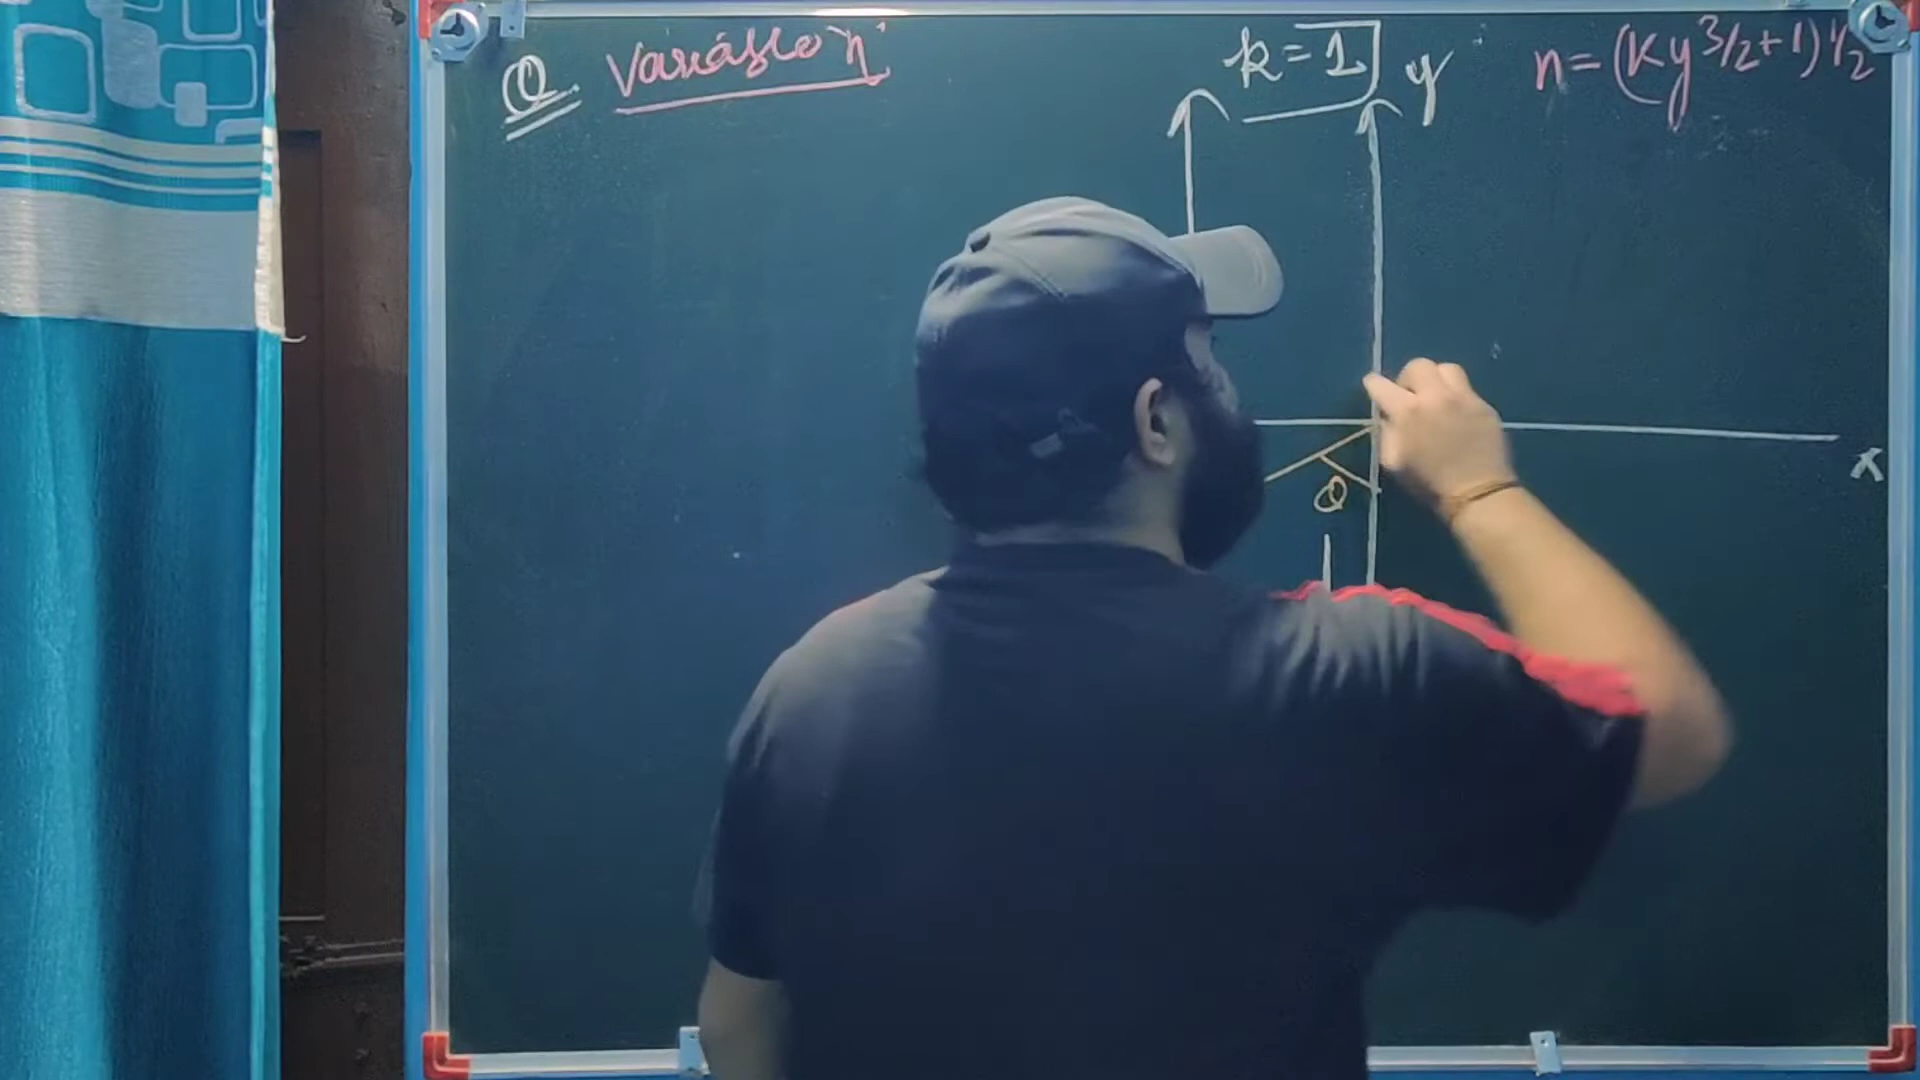 Q. Variable 'n'
k = 1
y
n = (Ky^3/2 + 1)^1/2
x
θ